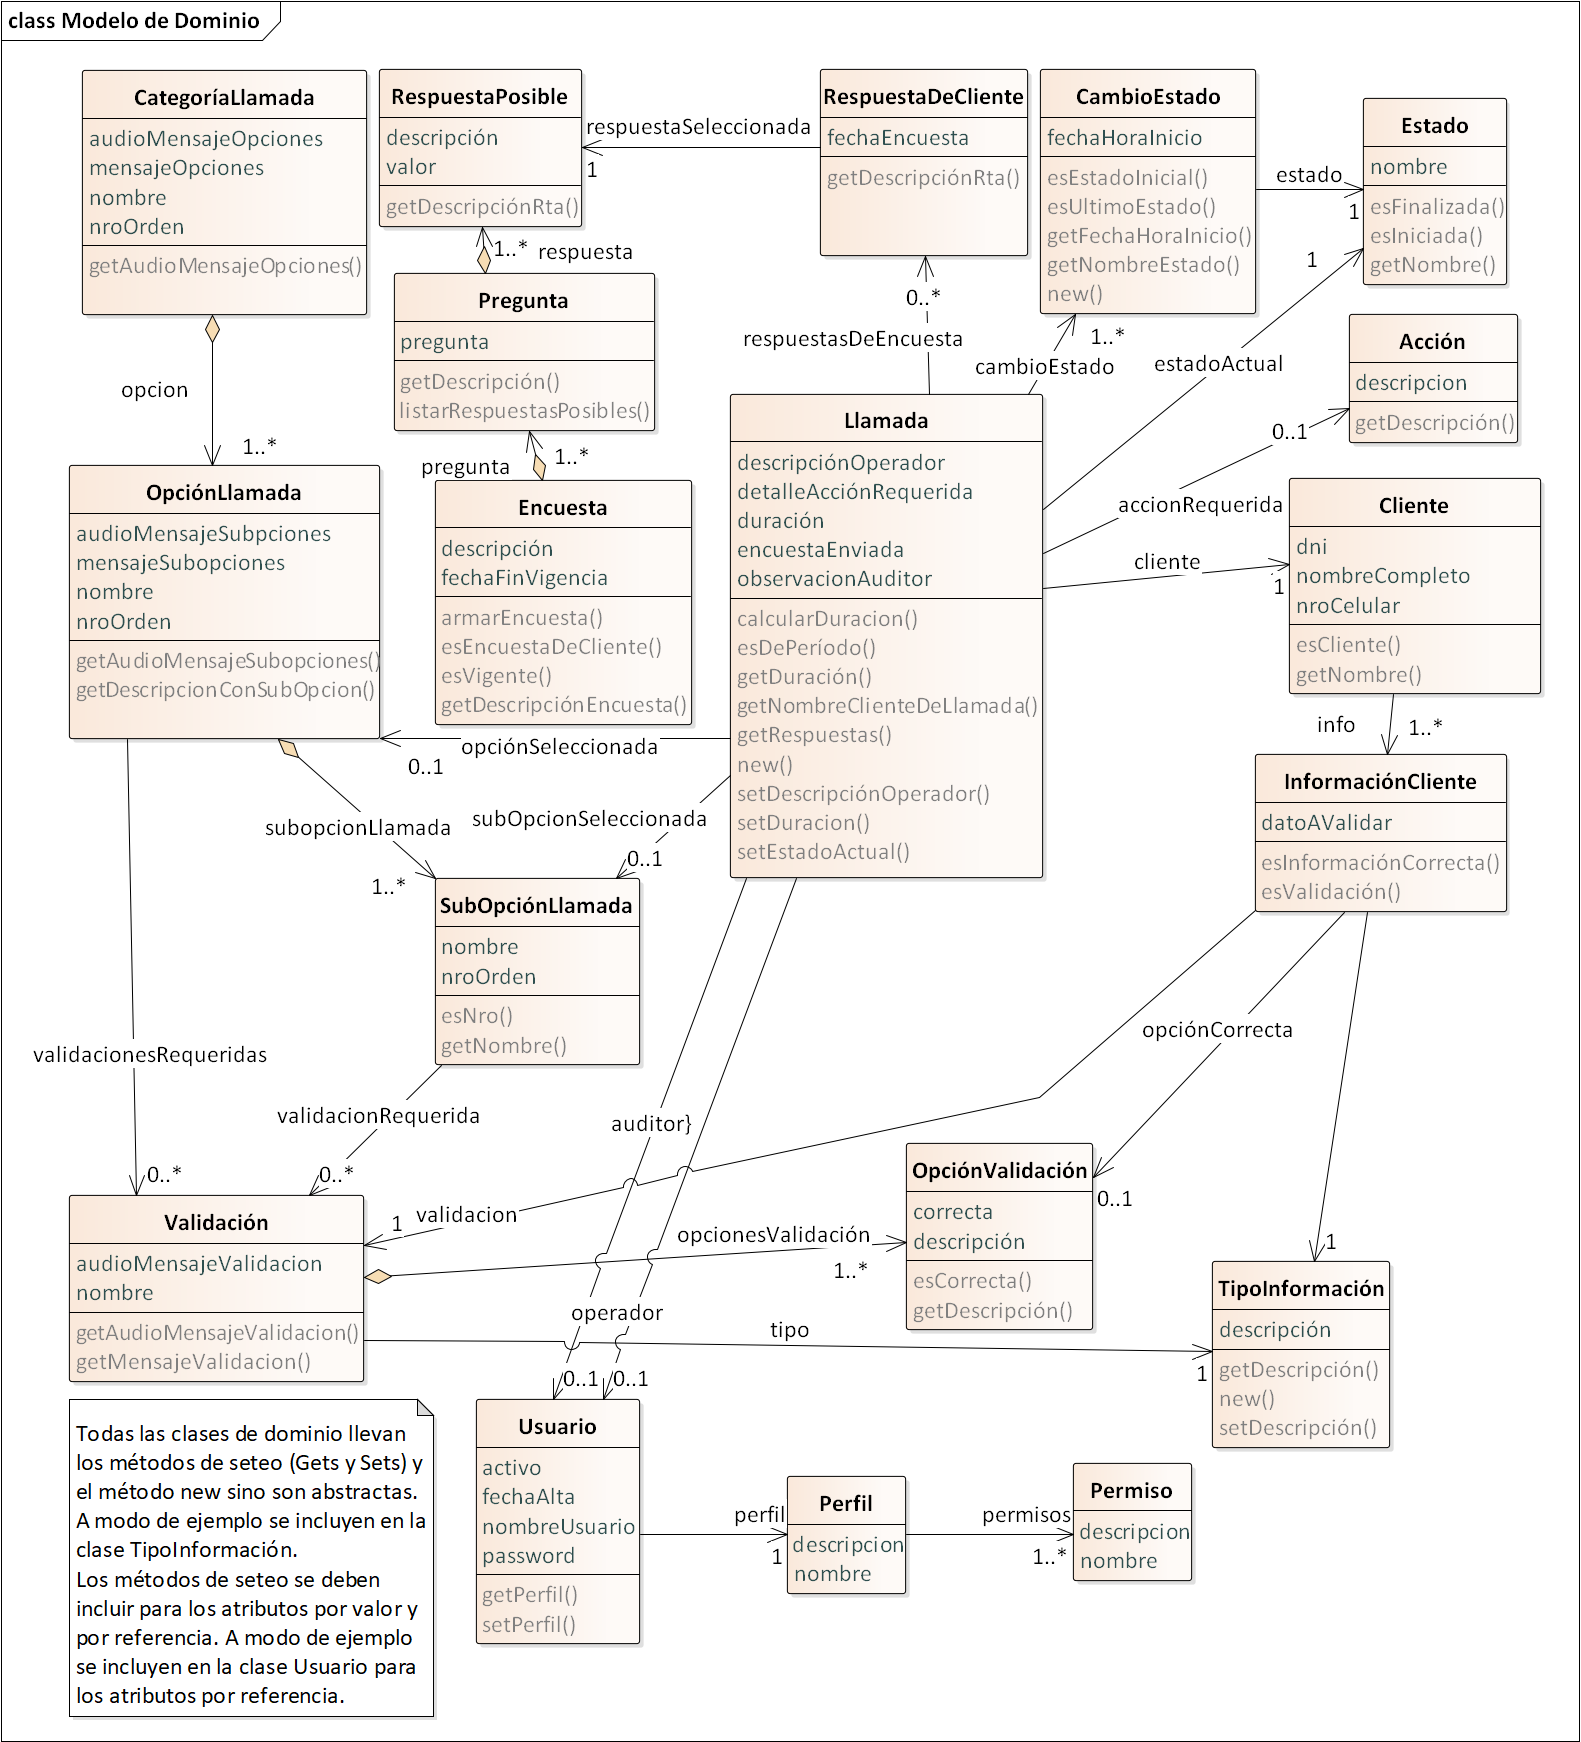 class Modelo de Dominio
CategoríaLlamada
audioMensajeOpciones
mensajeOpciones
nombre
nroOrden
getAudioMensajeOpciones()
RespuestaPosible
descripción
valor
getDescripciónRta()
respuestaSeleccionada
1
RespuestaDeCliente
fechaEncuesta
getDescripciónRta()
CambioEstado
fechaHoraInicio
esEstadoInicial()
esUltimoEstado()
getFechaHoraInicio()
getNombreEstado()
new()
estado
1
Estado
nombre
esFinalizada()
esIniciada()
getNombre()
1..*
respuesta
Pregunta
pregunta
getDescripción()
listarRespuestasPosibles()
0..*
respuestasDeEncuesta
1..*
cambioEstado
1
estadoActual
Acción
descripcion
getDescripción()
0..1
accionRequerida
opcion
1..*
pregunta
1..*
OpciónLlamada
audioMensajeSubpciones
mensajeSubopciones
nombre
nroOrden
getAudioMensajeSubopciones()
getDescripcionConSubOpcion()
Encuesta
descripción
fechaFinVigencia
armarEncuesta()
esEncuestaDeCliente()
esVigente()
getDescripciónEncuesta()
Llamada
descripciónOperador
detalleAcciónRequerida
duración
encuestaEnviada
observacionAuditor
calcularDuracion()
esDePeríodo()
getDuración()
getNombreClienteDeLlamada()
getRespuestas()
new()
setDescripciónOperador()
setDuracion()
setEstadoActual()
cliente
1
Cliente
dni
nombreCompleto
nroCelular
esCliente()
getNombre()
info
1..*
opciónSeleccionada
0..1
InformaciónCliente
datoAValidar
esInformaciónCorrecta()
esValidación()
subopcionLlamada
1..*
subOpcionSeleccionada
0..1
SubOpciónLlamada
nombre
nroOrden
esNro()
getNombre()
validacionesRequeridas
0..*
validacionRequerida
0..*
auditor}
opciónCorrecta
0..1
1
validacion
Validación
audioMensajeValidacion
nombre
getAudioMensajeValidacion()
getMensajeValidacion()
opcionesValidación
1..*
OpciónValidación
correcta
descripción
esCorrecta()
getDescripción()
1
TipoInformación
descripción
getDescripción()
new()
setDescripción()
operador
tipo
1
0..1
0..1
Todas las clases de dominio llevan
los métodos de seteo (Gets y Sets) y
el método new sino son abstractas.
A modo de ejemplo se incluyen en la
clase TipoInformación.
Los métodos de seteo se deben
incluir para los atributos por valor y
por referencia. A modo de ejemplo
se incluyen en la clase Usuario para
los atributos por referencia.
Usuario
activo
fechaAlta
nombreUsuario
password
getPerfil()
setPerfil()
perfil
1
Perfil
descripcion
nombre
permisos
1..*
Permiso
descripcion
nombre